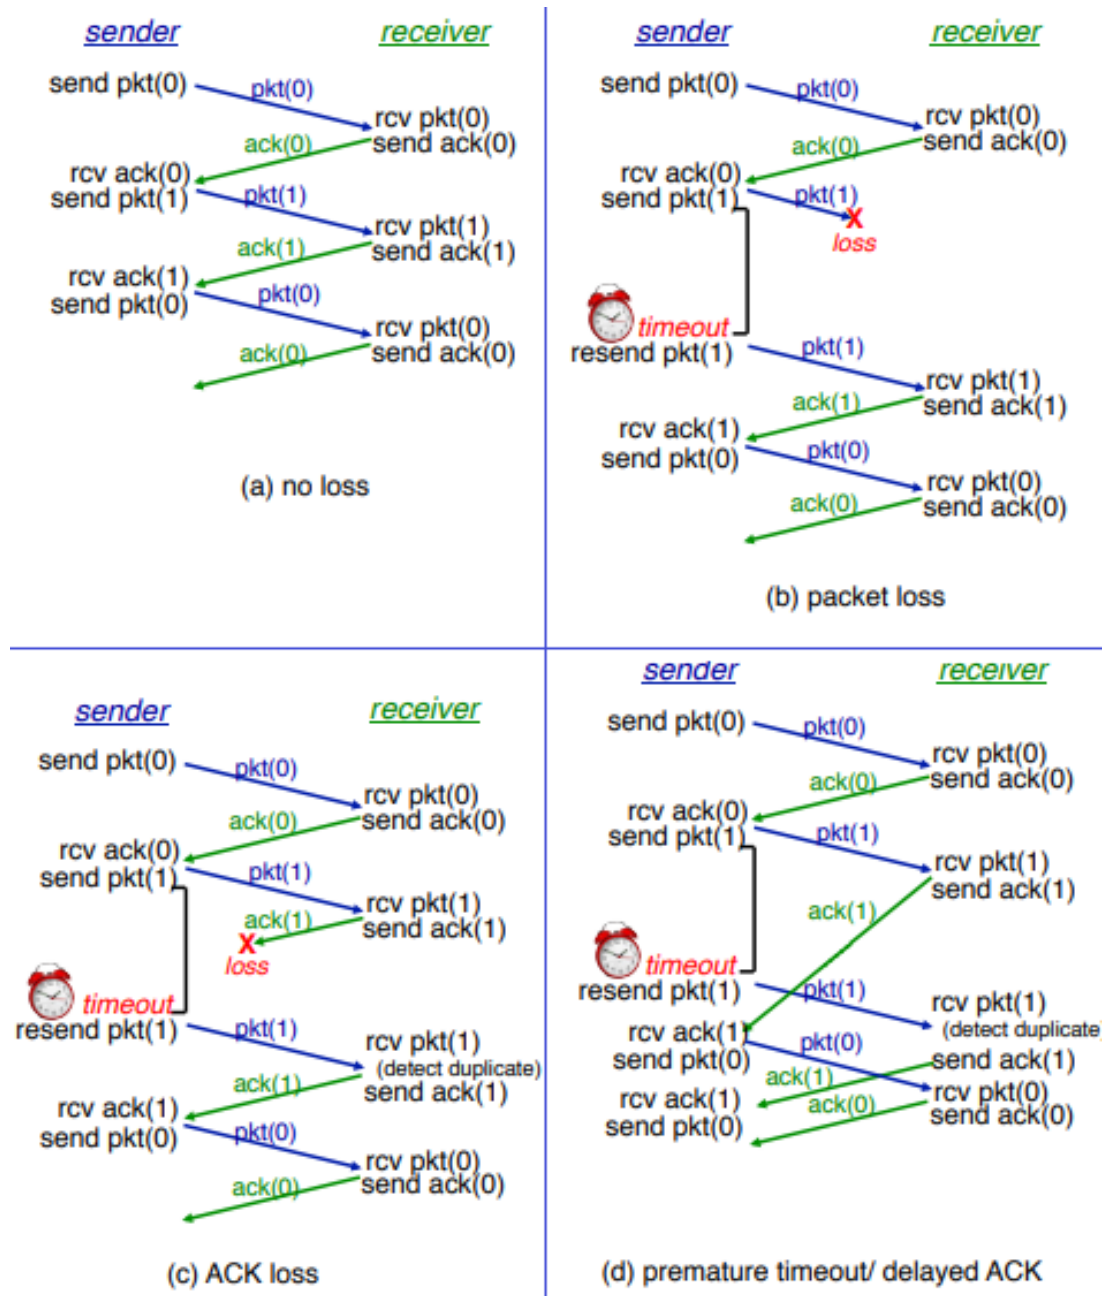 sender
receiver
send pkt(0)
pkt(0)
rcv pkt(0)
ack(0)
send ack(0)
rcv ack(0)
send pkt(1)
pkt(1)
rcv pkt(1)
ack(1)
send ack(1)
rcv ack(1)
send pkt(0)
pkt(0)
rcv pkt(0)
ack(0)
send ack(0)
(a) no loss
sender
receiver
send pkt(0)
pkt(0)
rcv pkt(0)
ack(0)
send ack(0)
rcv ack(0)
send pkt(1)
pkt(1)
X
loss
timeout
resend pkt(1)
pkt(1)
rcv pkt(1)
ack(1)
send ack(1)
rcv ack(1)
send pkt(0)
pkt(0)
rcv pkt(0)
ack(0)
send ack(0)
(b) packet loss
sender
receiver
send pkt(0)
pkt(0)
rcv pkt(0)
ack(0)
send ack(0)
rcv ack(0)
send pkt(1)
pkt(1)
rcv pkt(1)
ack(1)
send ack(1)
X
loss
timeout
resend pkt(1)
pkt(1)
rcv pkt(1)
(detect duplicate)
ack(1)
send ack(1)
rcv ack(1)
send pkt(0)
pkt(0)
rcv pkt(0)
ack(0)
send ack(0)
(c) ACK loss
sender
receiver
send pkt(0)
pkt(0)
rcv pkt(0)
ack(0)
send ack(0)
rcv ack(0)
send pkt(1)
pkt(1)
rcv pkt(1)
send ack(1)
ack(1)
timeout
resend pkt(1)
pkt(1)
rcv pkt(1)
(detect duplicate)
rcv ack(1)
send pkt(0)
pkt(0)
send ack(1)
ack(1)
rcv ack(1)
send pkt(0)
rcv pkt(0)
ack(0)
send ack(0)
(d) premature timeout/ delayed ACK